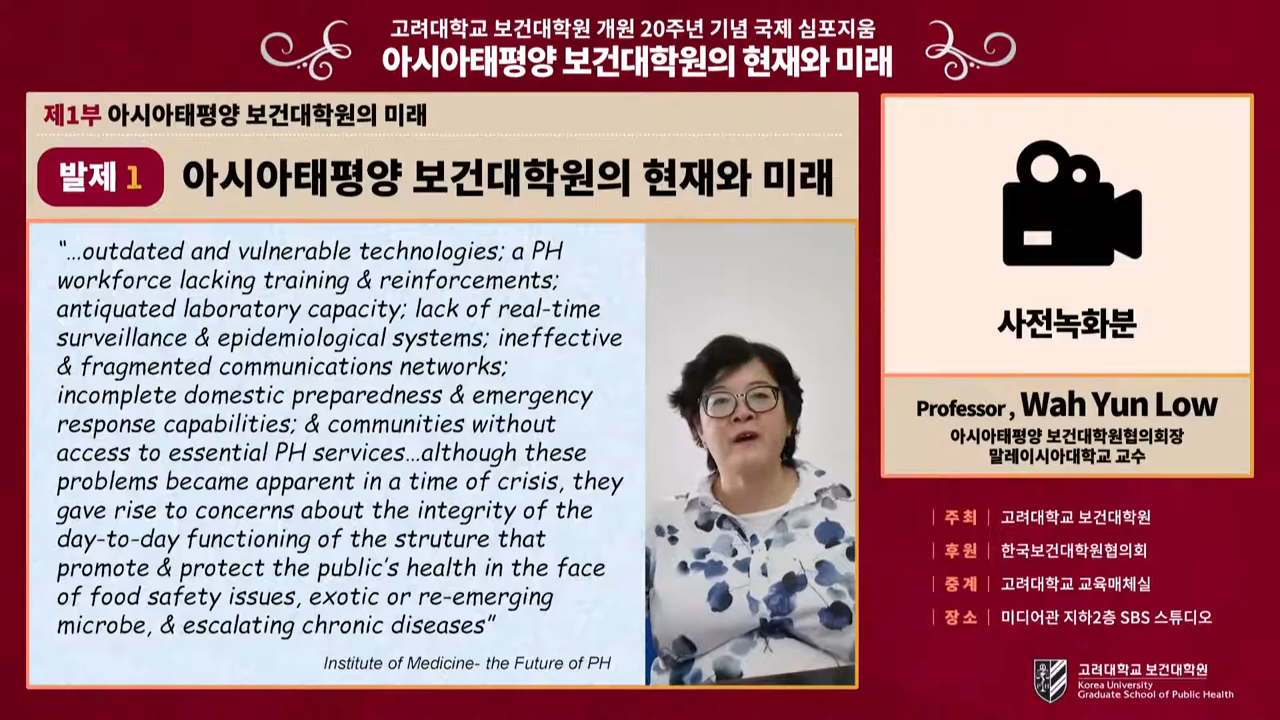 고려대학교 보건대학원 개원 20주년 기념 국제 심포지움
아시아태평양 보건대학원의 현재와 미래
제1부 아시아태평양 보건대학원의 미래
발제 1 아시아태평양 보건대학원의 현재와 미래
“...outdated and vulnerable technologies; a PH
workforce lacking training & reinforcements;
antiquated laboratory capacity; lack of real-time
surveillance & epidemiological systems; ineffective
& fragmented communications networks;
incomplete domestic preparedness & emergency
response capabilities; & communities without
access to essential PH services...although these
problems became apparent in a time of crisis, they
gave rise to concerns about the integrity of the
day-to-day functioning of the struture that
promote & protect the public’s health in the face
of food safety issues, exotic or re-emerging
microbe, & escalating chronic diseases”
Institute of Medicine- the Future of PH
사전녹화분
Professor , Wah Yun Low
아시아태평양 보건대학원협의회장
말레이시아대학교 교수
| 주 최 | 고려대학교 보건대학원
| 후 원 | 한국보건대학원협의회
| 중 계 | 고려대학교 교육매체실
| 장 소 | 미디어관 지하2층 SBS 스튜디오
고려대학교 보건대학원
Korea University
Graduate School of Public Health